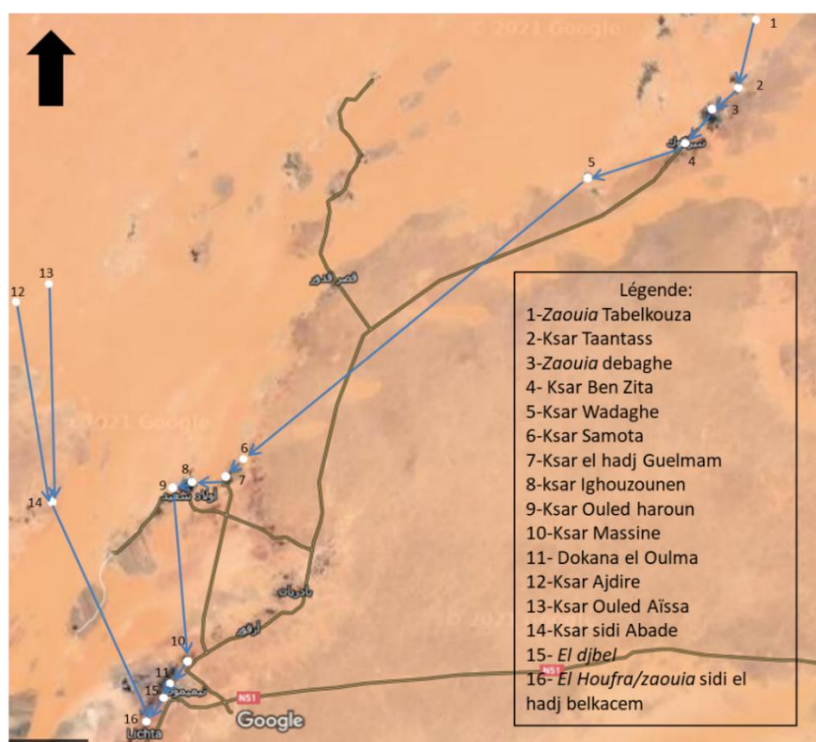 © 2021 Google
1
2
3
تنبركوك
4
5
13
12
قصر قدور
Légende:
1-Zaouia Tabelkouza
2-Ksar Taantass
3-Zaouia debaghe
4- Ksar Ben Zita
5-Ksar Wadaghe
6-Ksar Samota
7-Ksar el hadj Guelmam
8-ksar Ighouzounen
9-Ksar Ouled haroun
10-Ksar Massine
11- Dokana el Oulma
12-Ksar Ajdire
13-Ksar Ouled Aïssa
14-Ksar sidi Abade
15- El djbel
16- El Houfra/zaouia sidi el
hadj belkacem
© 2021 Google
6
8
7
9
أولاد سعيد
14
بادريان
10
11
تيميمون
15
N51
N51
16
Google
Lichta